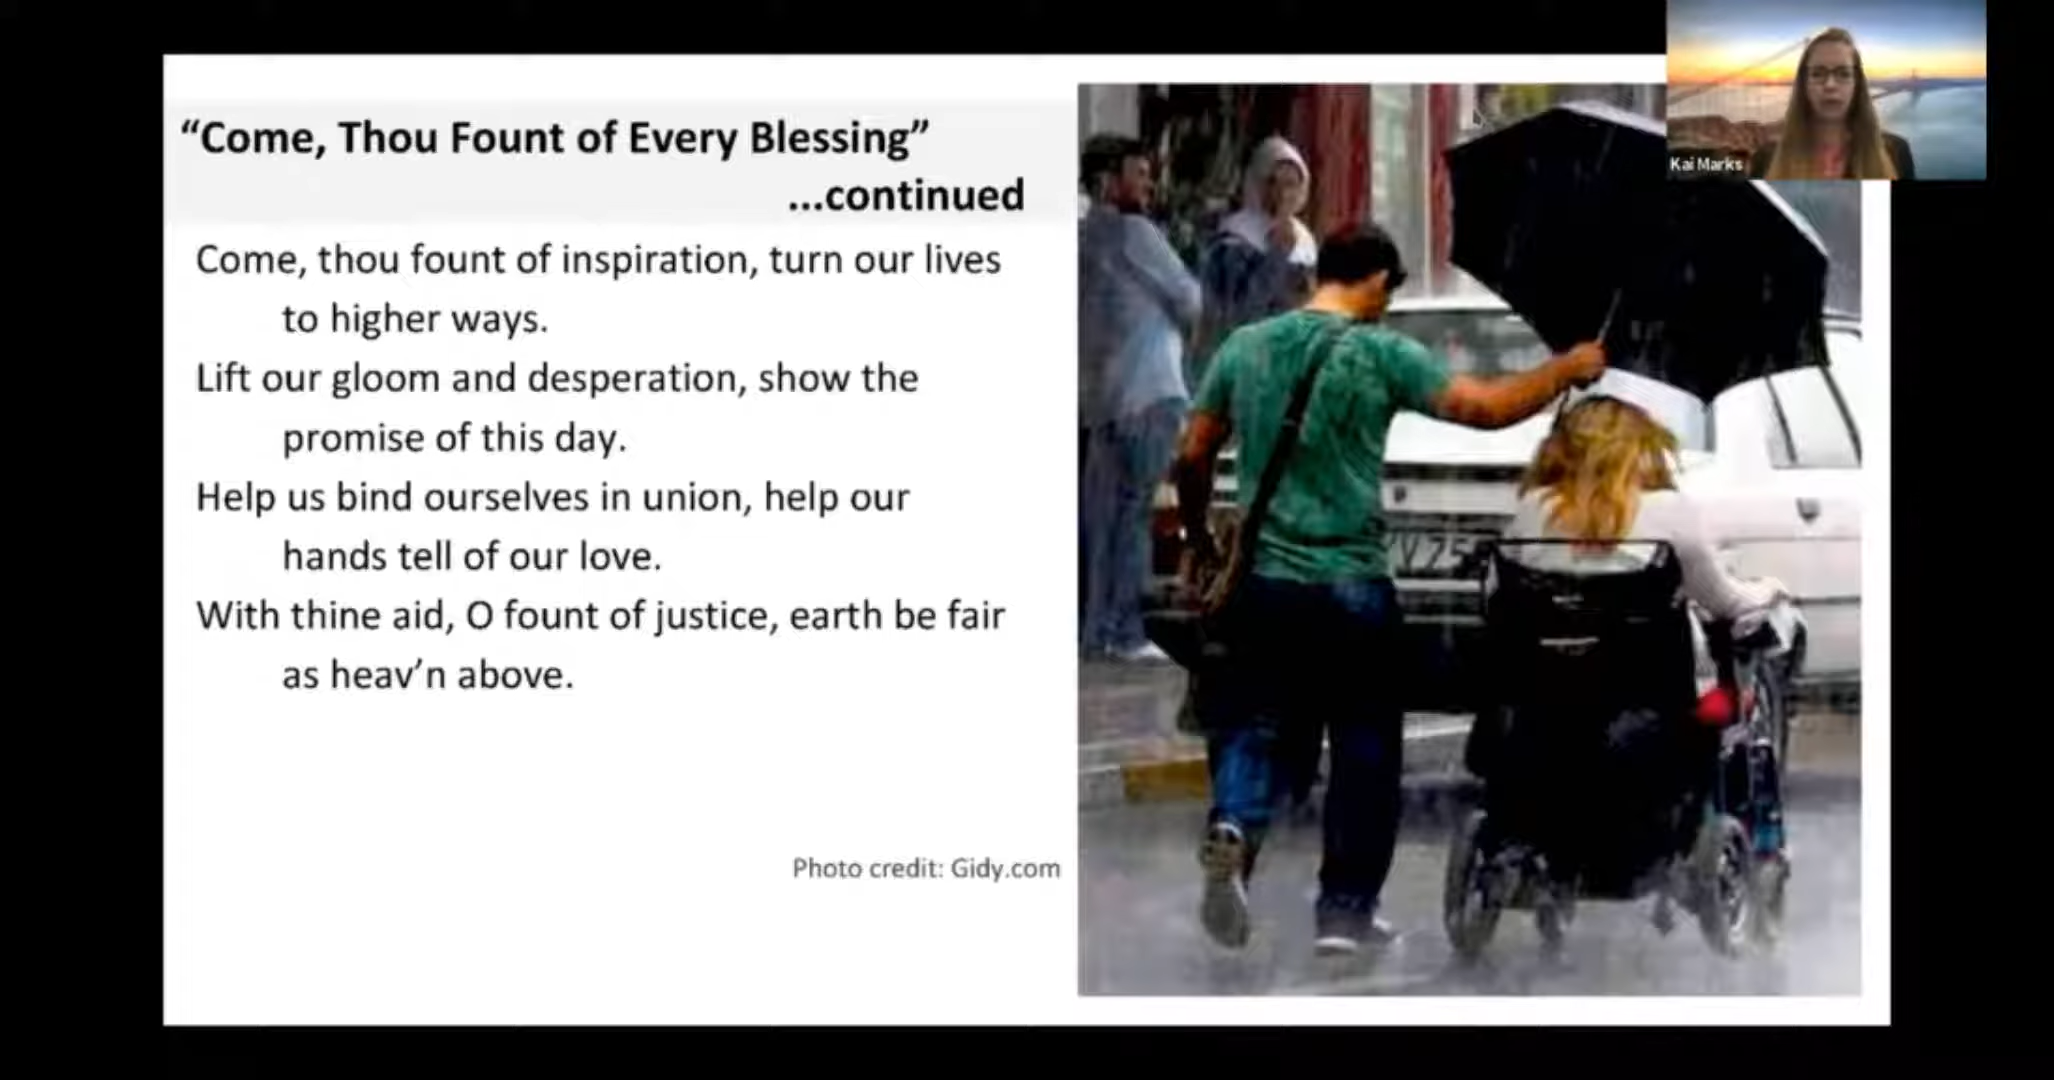 “Come, Thou Fount of Every Blessing”
...continued
Come, thou fount of inspiration, turn our lives
to higher ways.
Lift our gloom and desperation, show the
promise of this day.
Help us bind ourselves in union, help our
hands tell of our love.
With thine aid, O fount of justice, earth be fair
as heav’n above.
Photo credit: Gidy.com
Kai Marks